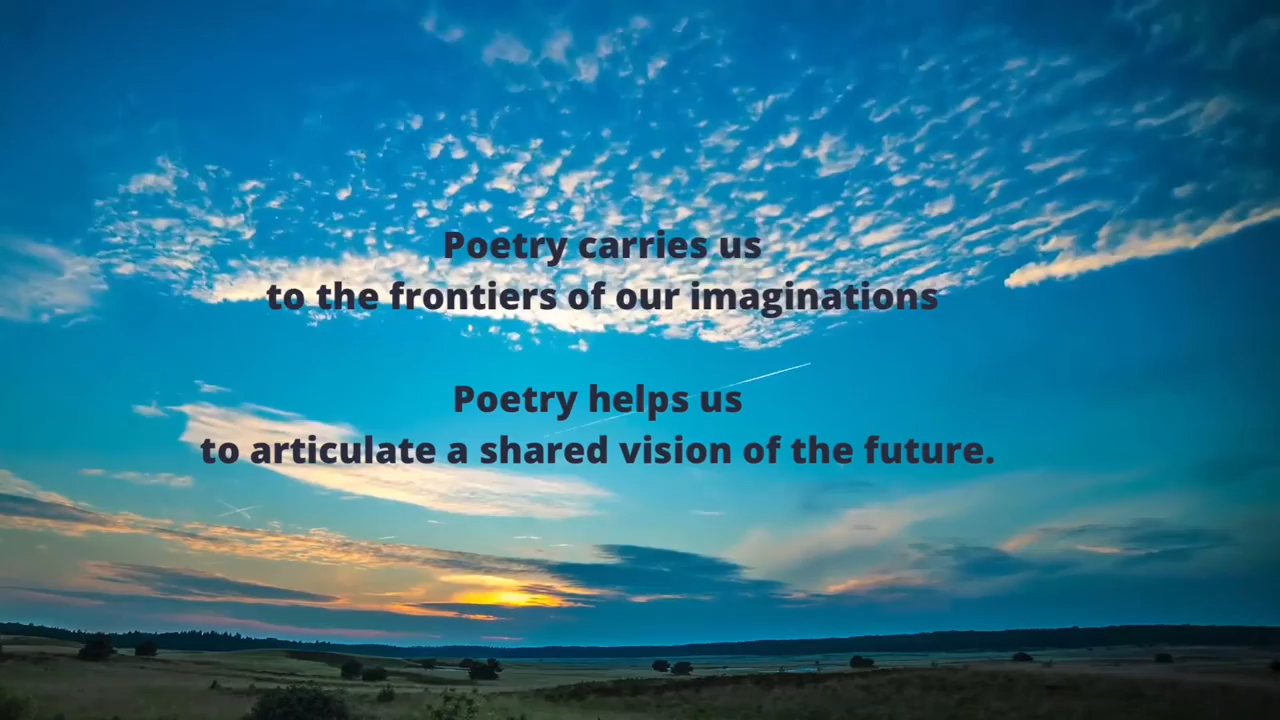 Poetry carries us
to the frontiers of our imaginations
Poetry helps us
to articulate a shared vision of the future.